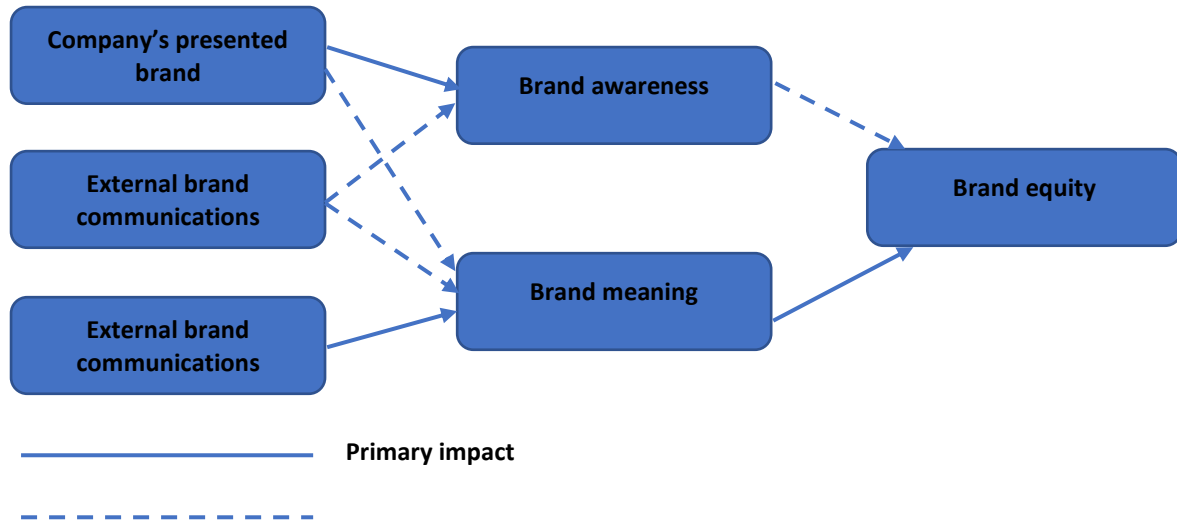 Company’s presented
brand
Brand awareness
External brand
communications
Brand equity
Brand meaning
External brand
communications
Primary impact